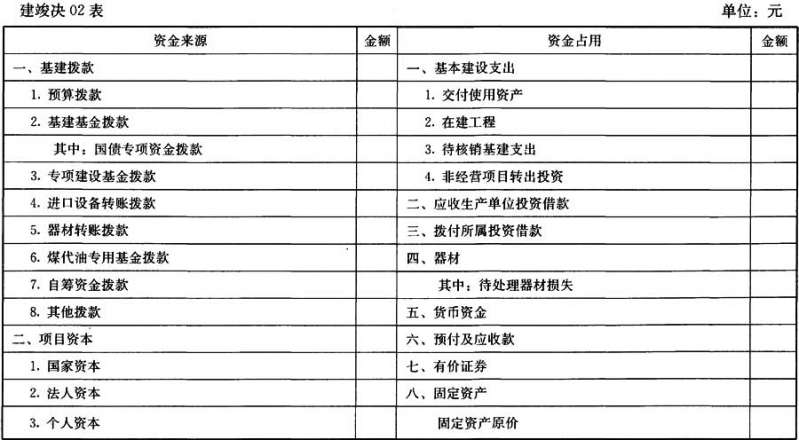 建竣决 02 表 单位：元
资金来源 金额 资金占用 金额
一、基建拨款 一、基本建设支出
1. 预算拨款 1. 交付使用资产
2. 基建基金拨款 2. 在建工程
其中：国债专项资金拨款 3. 待核销基建支出
3. 专项建设基金拨款 4. 非经营项目转出投资
4. 进口设备转账拨款 二、应收生产单位投资借款
5. 器材转账拨款 三、拨付所属投资借款
6. 煤代油专用基金拨款 四、器材
7. 自筹资金拨款 其中：待处理器材损失
8. 其他拨款 五、货币资金
二、项目资本 六、预付及应收款
1. 国家资本 七、有价证券
2. 法人资本 八、固定资产
3. 个人资本 固定资产原价